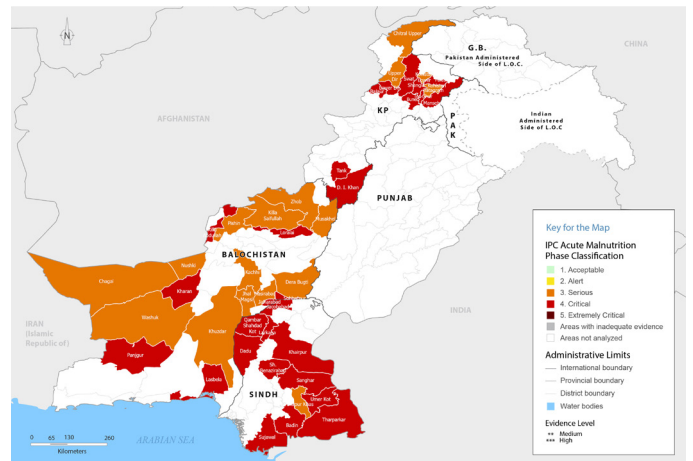 N
CHINA
AFGHANISTAN
IRAN
(Islamic
Republic of)
INDIA
ARABIAN SEA
G.B.
Pakistan Administered
Side of L.O.C.
Indian
Administered
Side of L.O.C
P
A
K
KP
PUNJAB
BALOCHISTAN
SINDH
Chitral Upper
Upper
Dir
Swat
Tank
D. I. Khan
Zhob
Killa
Saifullah
Pishin
Loralai
Nushki
Chagai
Kharan
Washuk
Panjgur
Kachhi
Dera Bugti
Jhal
Magsi
Khuzdar
Lasbela
Qambar
Shahdad
Kot
Larkana
Dadu
Khairpur
Sanghar
Umer Kot
Tharparkar
Badin
Sujawal
0 65 130 260
Kilometers
Key for the Map
IPC Acute Malnutrition
Phase Classification
1. Acceptable
2. Alert
3. Serious
4. Critical
5. Extremely Critical
Areas with inadequate evidence
Areas not analyzed
Administrative Limits
International boundary
Provincial boundary
District boundary
Water bodies
Evidence Level
** Medium
*** High